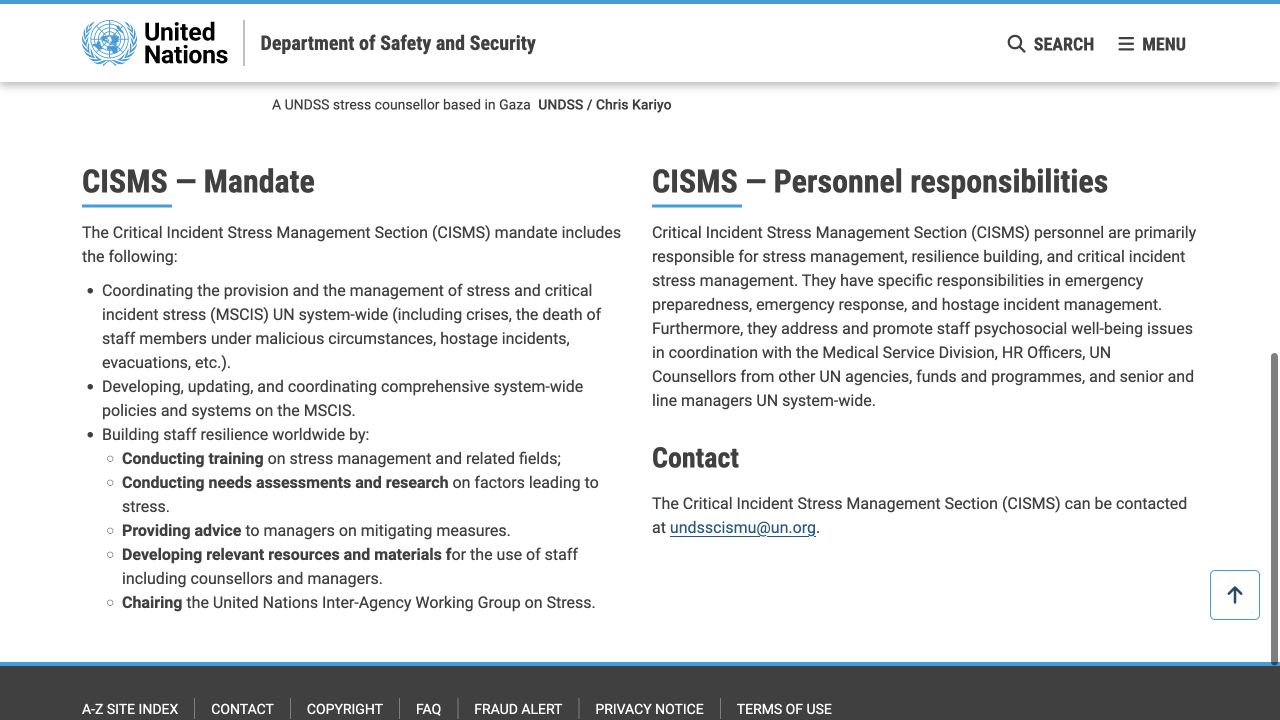 United
Nations
Department of Safety and Security
SEARCH
MENU
A UNDSS stress counsellor based in Gaza UNDSS / Chris Kariyo
CISMS — Mandate
The Critical Incident Stress Management Section (CISMS) mandate includes
the following:
Coordinating the provision and the management of stress and critical
incident stress (MSCIS) UN system-wide (including crises, the death of
staff members under malicious circumstances, hostage incidents,
evacuations, etc.).
Developing, updating, and coordinating comprehensive system-wide
policies and systems on the MSCIS.
Building staff resilience worldwide by:
Conducting training on stress management and related fields;
Conducting needs assessments and research on factors leading to
stress.
Providing advice to managers on mitigating measures.
Developing relevant resources and materials for the use of staff
including counsellors and managers.
Chairing the United Nations Inter-Agency Working Group on Stress.
CISMS — Personnel responsibilities
Critical Incident Stress Management Section (CISMS) personnel are primarily
responsible for stress management, resilience building, and critical incident
stress management. They have specific responsibilities in emergency
preparedness, emergency response, and hostage incident management.
Furthermore, they address and promote staff psychosocial well-being issues
in coordination with the Medical Service Division, HR Officers, UN
Counsellors from other UN agencies, funds and programmes, and senior and
line managers UN system-wide.
Contact
The Critical Incident Stress Management Section (CISMS) can be contacted
at undsscismu@un.org.
A-Z SITE INDEX
CONTACT
COPYRIGHT
FAQ
FRAUD ALERT
PRIVACY NOTICE
TERMS OF USE